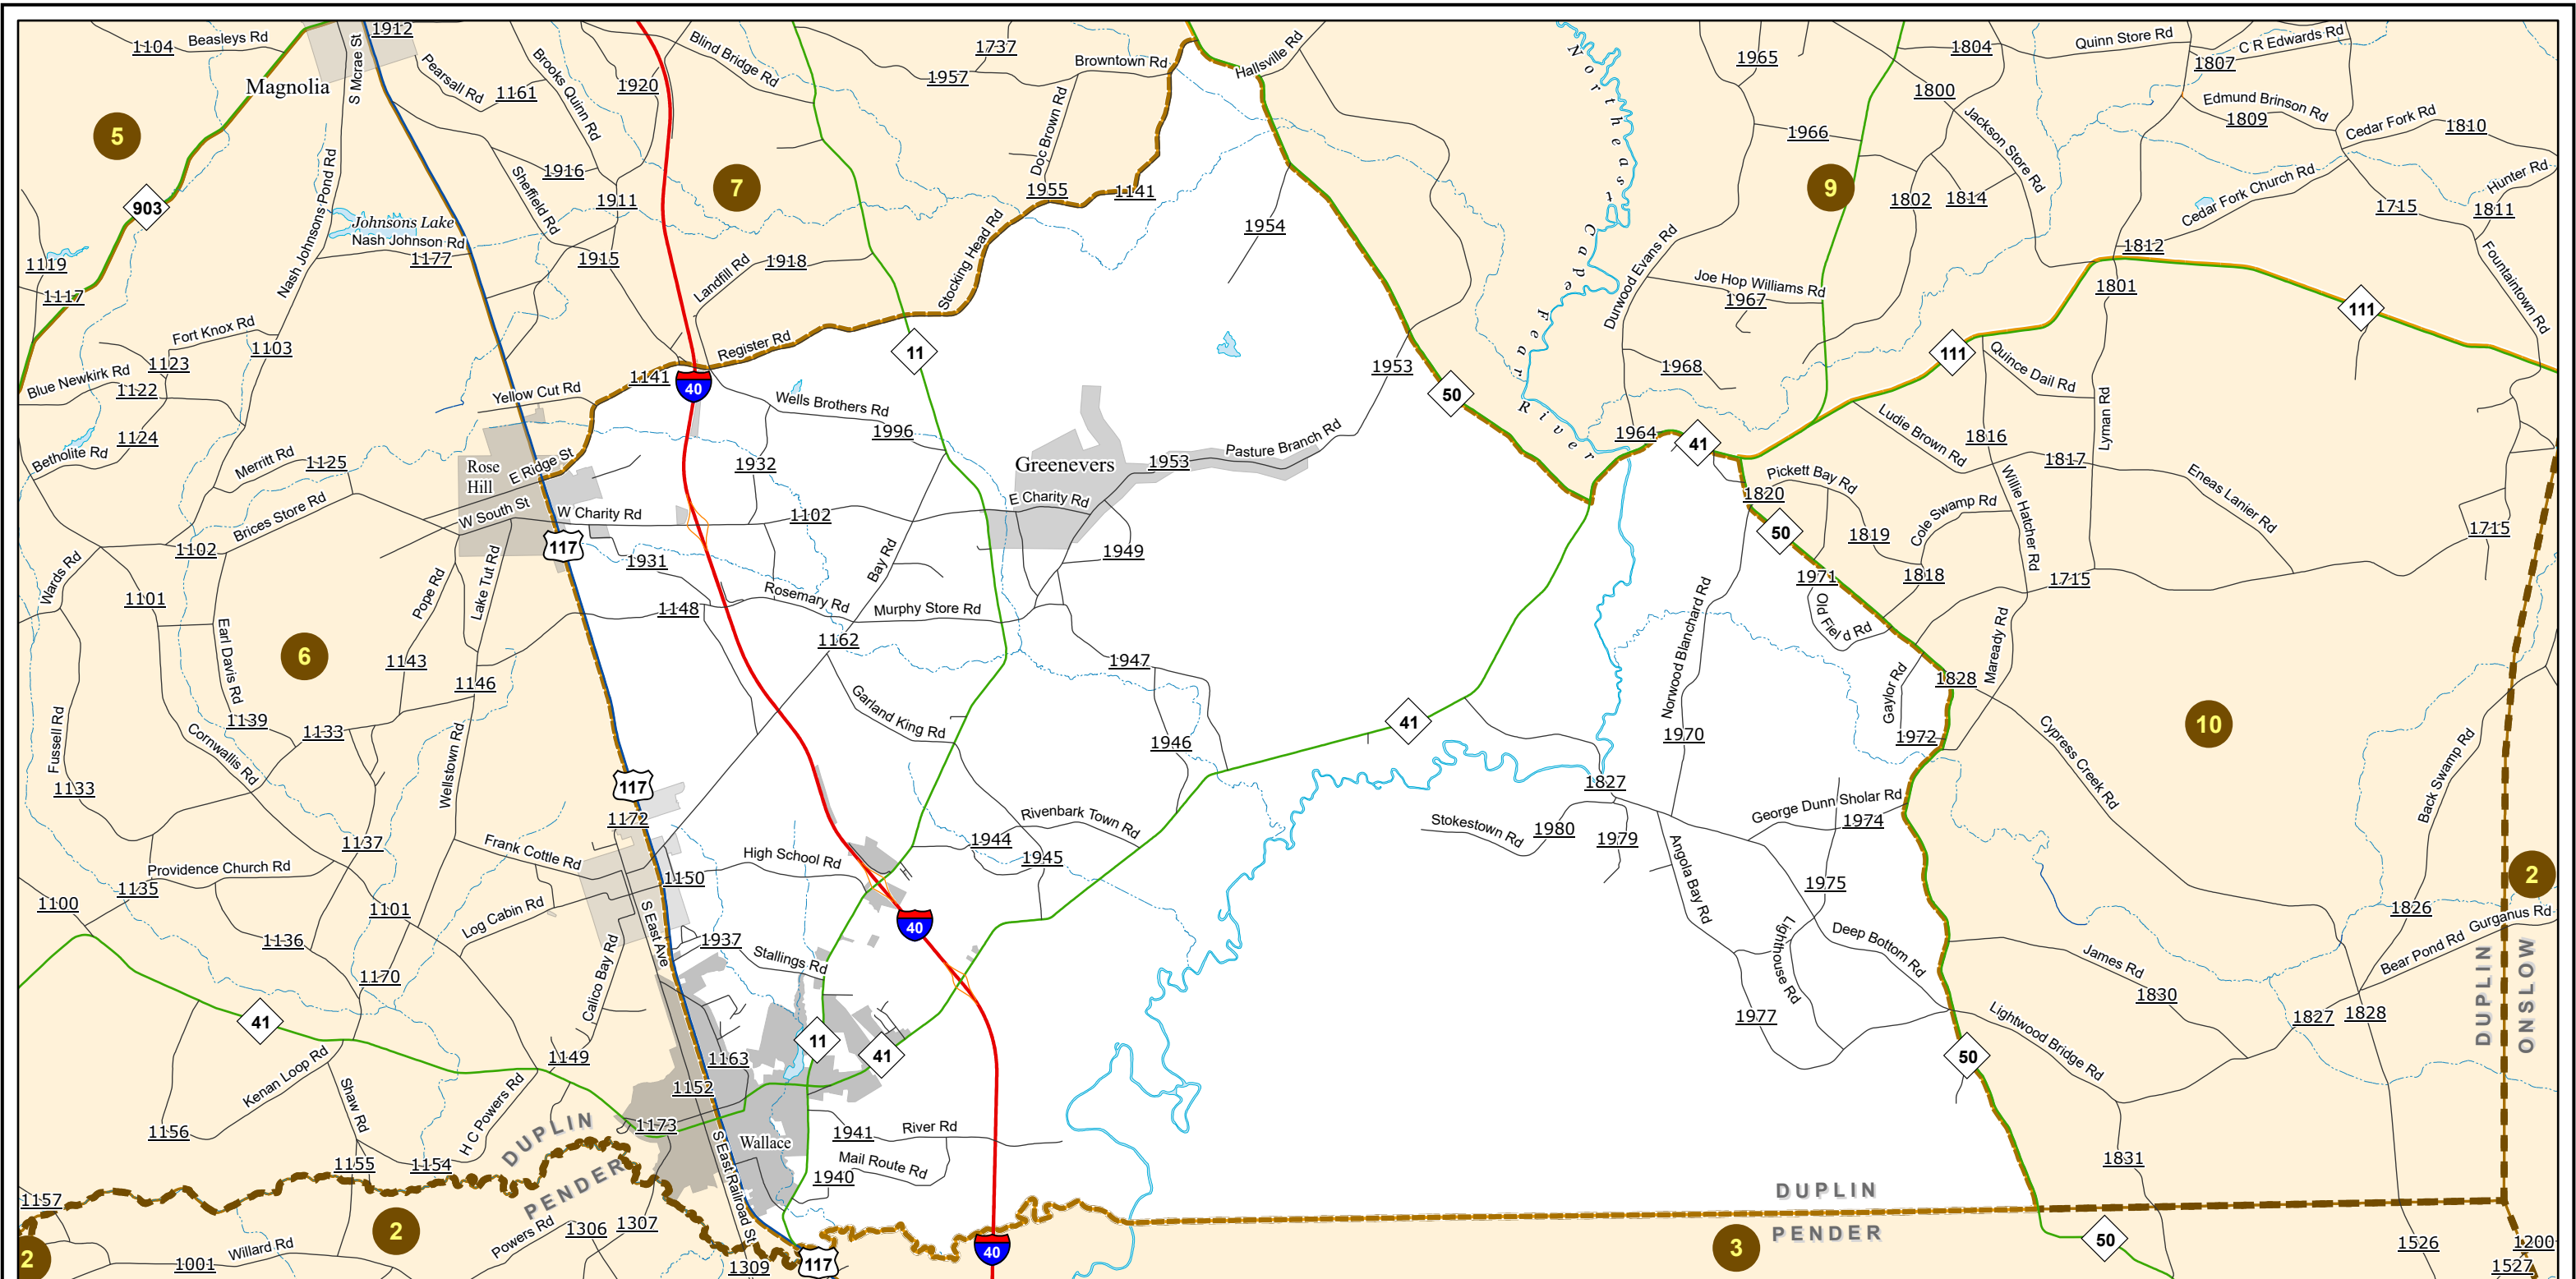 1104
Beasleys Rd
1912
S Mcrae St
Magnolia
Pearsall Rd
1161
Brooks Quinn Rd
1920
Blind Bridge Rd
1737
1957
Browntown Rd
Hallsville Rd
Northeast Cape Fear River
1965
1804
Quinn Store Rd
C R Edwards Rd
1807
1800
Edmund Brinson Rd
1809
Cedar Fork Rd
1810
5
903
7
Doc Brown Rd
1966
9
Jackson Store Rd
Nash Johnsons Pond Rd
1916
Sheffield Rd
1911
1955
1141
1954
1802
1814
Cedar Fork Church Rd
Hunter Rd
1715
1811
Johnsons Lake
Nash Johnson Rd
1177
1915
Landfill Rd
1918
Stocking Head Rd
Durwood Evans Rd
1812
1119
1117
Joe Hop Williams Rd
1967
1801
Fountaintown Rd
111
Fort Knox Rd
1103
1123
Blue Newkirk Rd
1122
Register Rd
11
1141
40
Yellow Cut Rd
Wells Brothers Rd
1996
1953
50
1968
111
Quince Dail Rd
Lyman Rd
1124
Betholite Rd
Merritt Rd
1125
Rose
Hill
E Ridge St
1932
Greenevers
1953
Pasture Branch Rd
1964
41
Ludie Brown Rd
1816
1817
Eneas Lanier Rd
Brices Store Rd
W South St
W Charity Rd
1102
E Charity Rd
Pickett Bay Rd
1820
50
Cole Swamp Rd
Willie Hatcher Rd
1102
117
1931
Bay Rd
1949
1819
1715
Wards Rd
1101
Pope Rd
Lake Tut Rd
1148
Rosemary Rd
Murphy Store Rd
1971
1818
1715
Old Field Rd
Earl Davis Rd
6
1143
1146
1162
1947
Norwood Blanchard Rd
Maready Rd
1828
Gaylor Rd
Fussell Rd
1139
1133
Garland King Rd
1946
41
1970
1972
10
Cornwallis Rd
Wellstown Rd
1133
117
1172
1827
Cypress Creek Rd
Back Swamp Rd
Rivenbark Town Rd
Stokestown Rd
1980
1979
George Dunn Sholar Rd
1974
1137
Frank Cottle Rd
High School Rd
1944
1945
Angola Bay Rd
Providence Church Rd
1135
1150
1975
2
1100
1101
Log Cabin Rd
S East Ave
40
1826
Gurganus Rd
1136
1937
Stallings Rd
Lighthouse Rd
Deep Bottom Rd
James Rd
Bear Pond Rd
1170
Calico Bay Rd
1830
DUPLIN
ONSLOW
41
11
41
1977
Lightwood Bridge Rd
1827
1828
Kenan Loop Rd
1149
1163
50
1152
Shaw Rd
H C Powers Rd
1156
1173
Wallace
1941
River Rd
DUPLIN
1155
1154
Mail Route Rd
1940
1831
PENDER
S East Railroad St
DUPLIN
1157
2
2
Powers Rd
1306
1307
3
PENDER
50
1526
1200
1001
Willard Rd
1309
117
40
1527